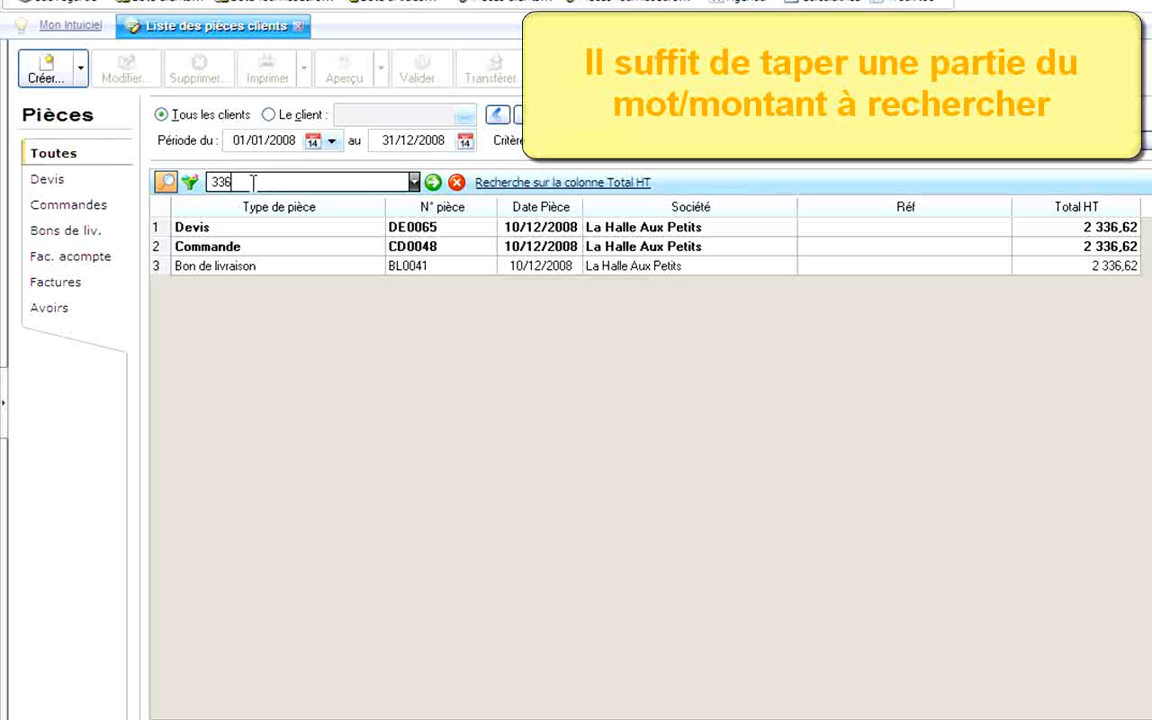 Mon Intuiciel
Liste des pièces clients
Il suffit de taper une partie du
mot/montant à rechercher
Créer...
Modifier...
Supprimer...
Imprimer
Aperçu
Valider
Transférer
Pièces
Toutes
Devis
Commandes
Bons de liv.
Fac. acompte
Factures
Avoirs
Tous les clients
Le client :
Période du : 01/01/2008 au 31/12/2008
336
Recherche sur la colonne Total HT
Type de pièce N° pièce Date Pièce Société Réf Total HT
1 Devis DE0065 10/12/2008 La Halle Aux Petits 2 336,62
2 Commande CD0048 10/12/2008 La Halle Aux Petits 2 336,62
3 Bon de livraison BL0041 10/12/2008 La Halle Aux Petits 2 336,62